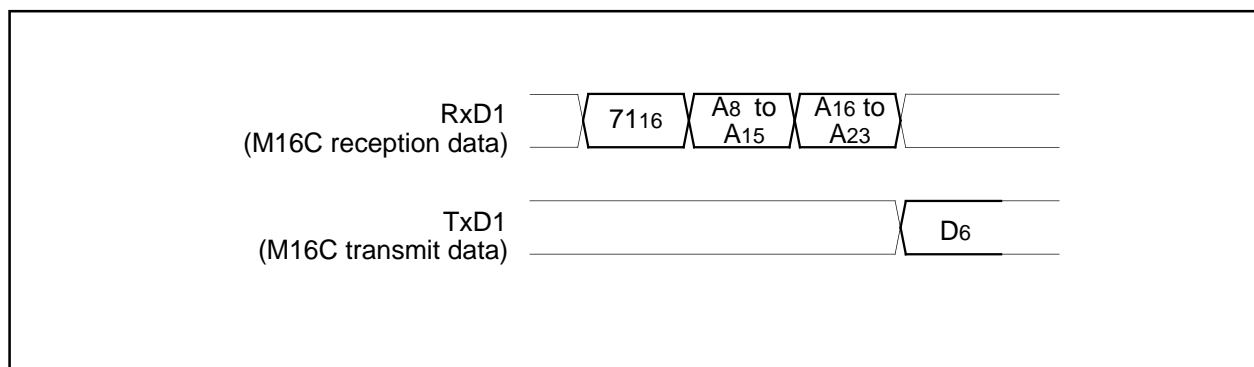 RxD1
(M16C reception data)
7116
A8 to
A15
A16 to
A23
TxD1
(M16C transmit data)
D6